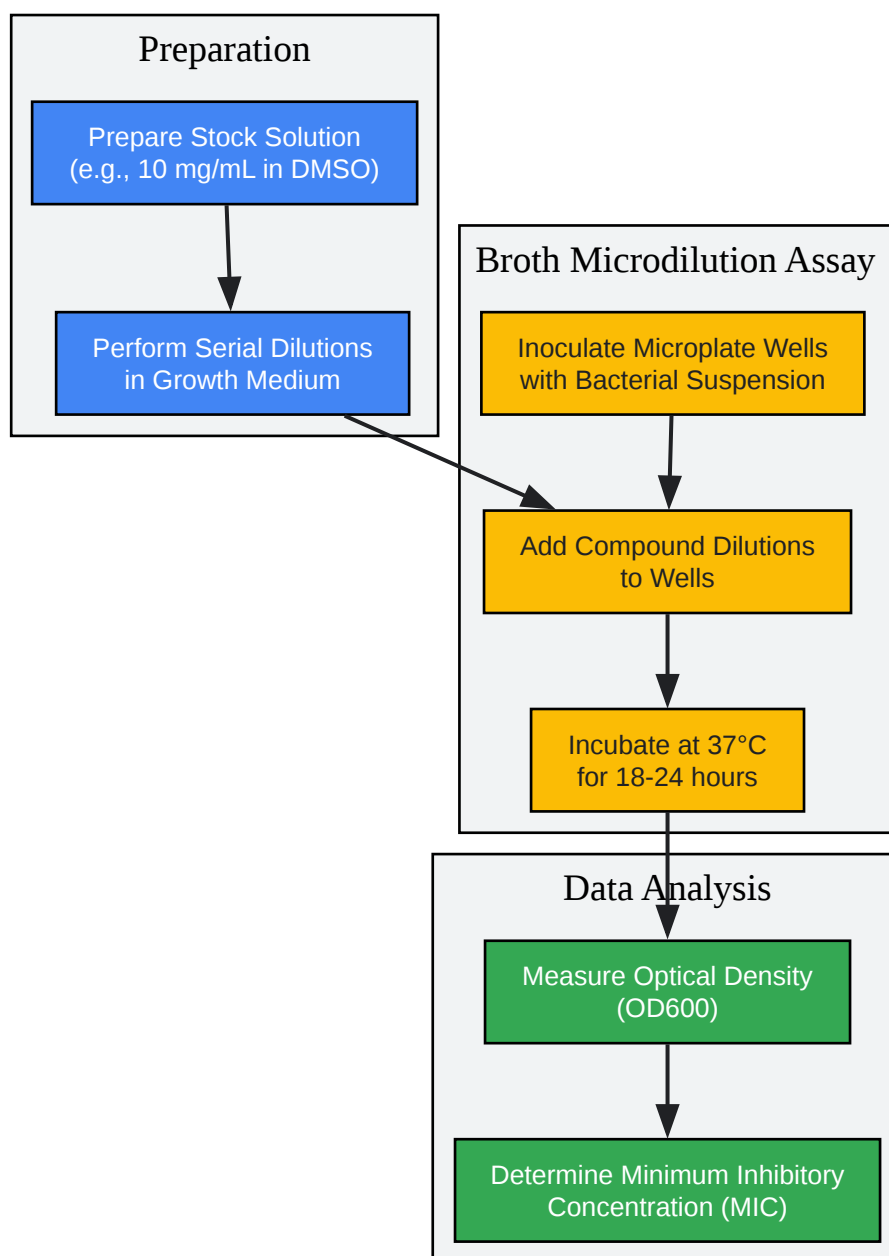 Preparation
Prepare Stock Solution
(e.g., 10 mg/mL in DMSO)
Perform Serial Dilutions
in Growth Medium
Broth Microdilution Assay
Inoculate Microplate Wells
with Bacterial Suspension
Add Compound Dilutions
to Wells
Incubate at 37°C
for 18-24 hours
Data Analysis
Measure Optical Density
(OD600)
Determine Minimum Inhibitory
Concentration (MIC)